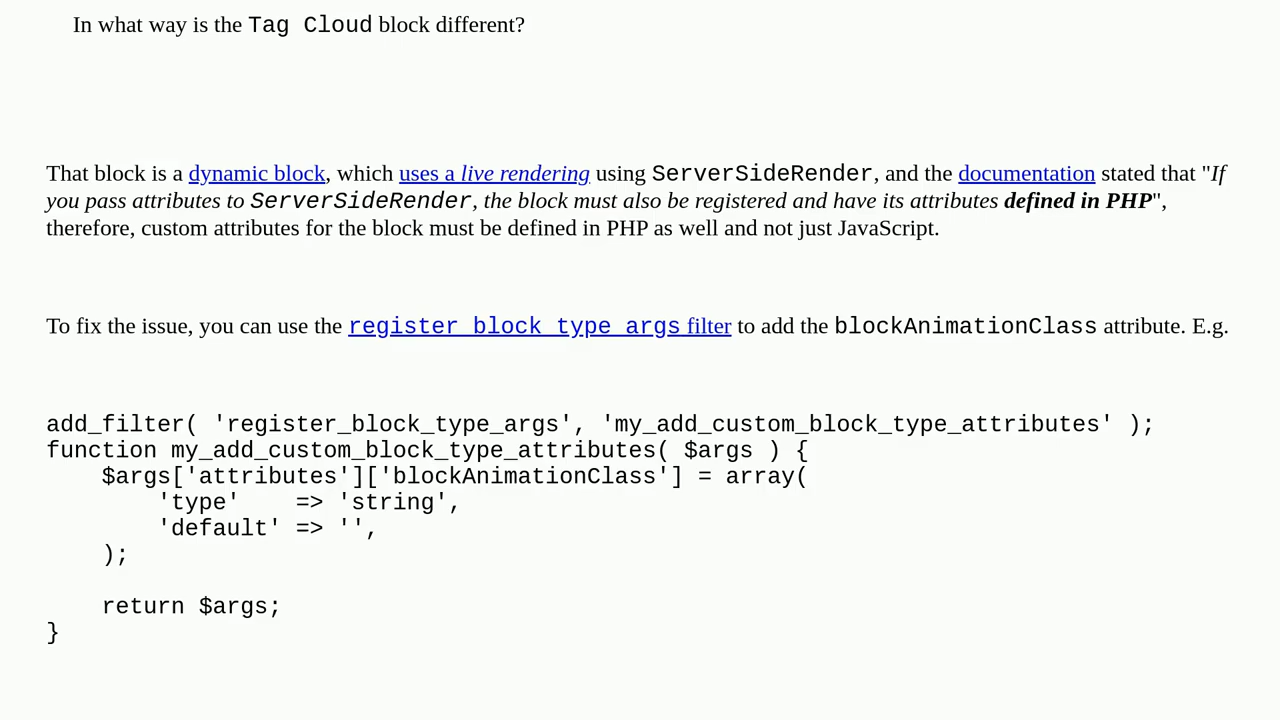 In what way is the Tag Cloud block different?
That block is a dynamic block, which uses a live rendering using ServerSideRender, and the documentation stated that "If
you pass attributes to ServerSideRender, the block must also be registered and have its attributes defined in PHP",
therefore, custom attributes for the block must be defined in PHP as well and not just JavaScript.
To fix the issue, you can use the register_block_type_args filter to add the blockAnimationClass attribute. E.g.
add_filter( 'register_block_type_args', 'my_add_custom_block_type_attributes' );
function my_add_custom_block_type_attributes( $args ) {
    $args['attributes']['blockAnimationClass'] = array(
        'type'    => 'string',
        'default' => '',
    );
    return $args;
}